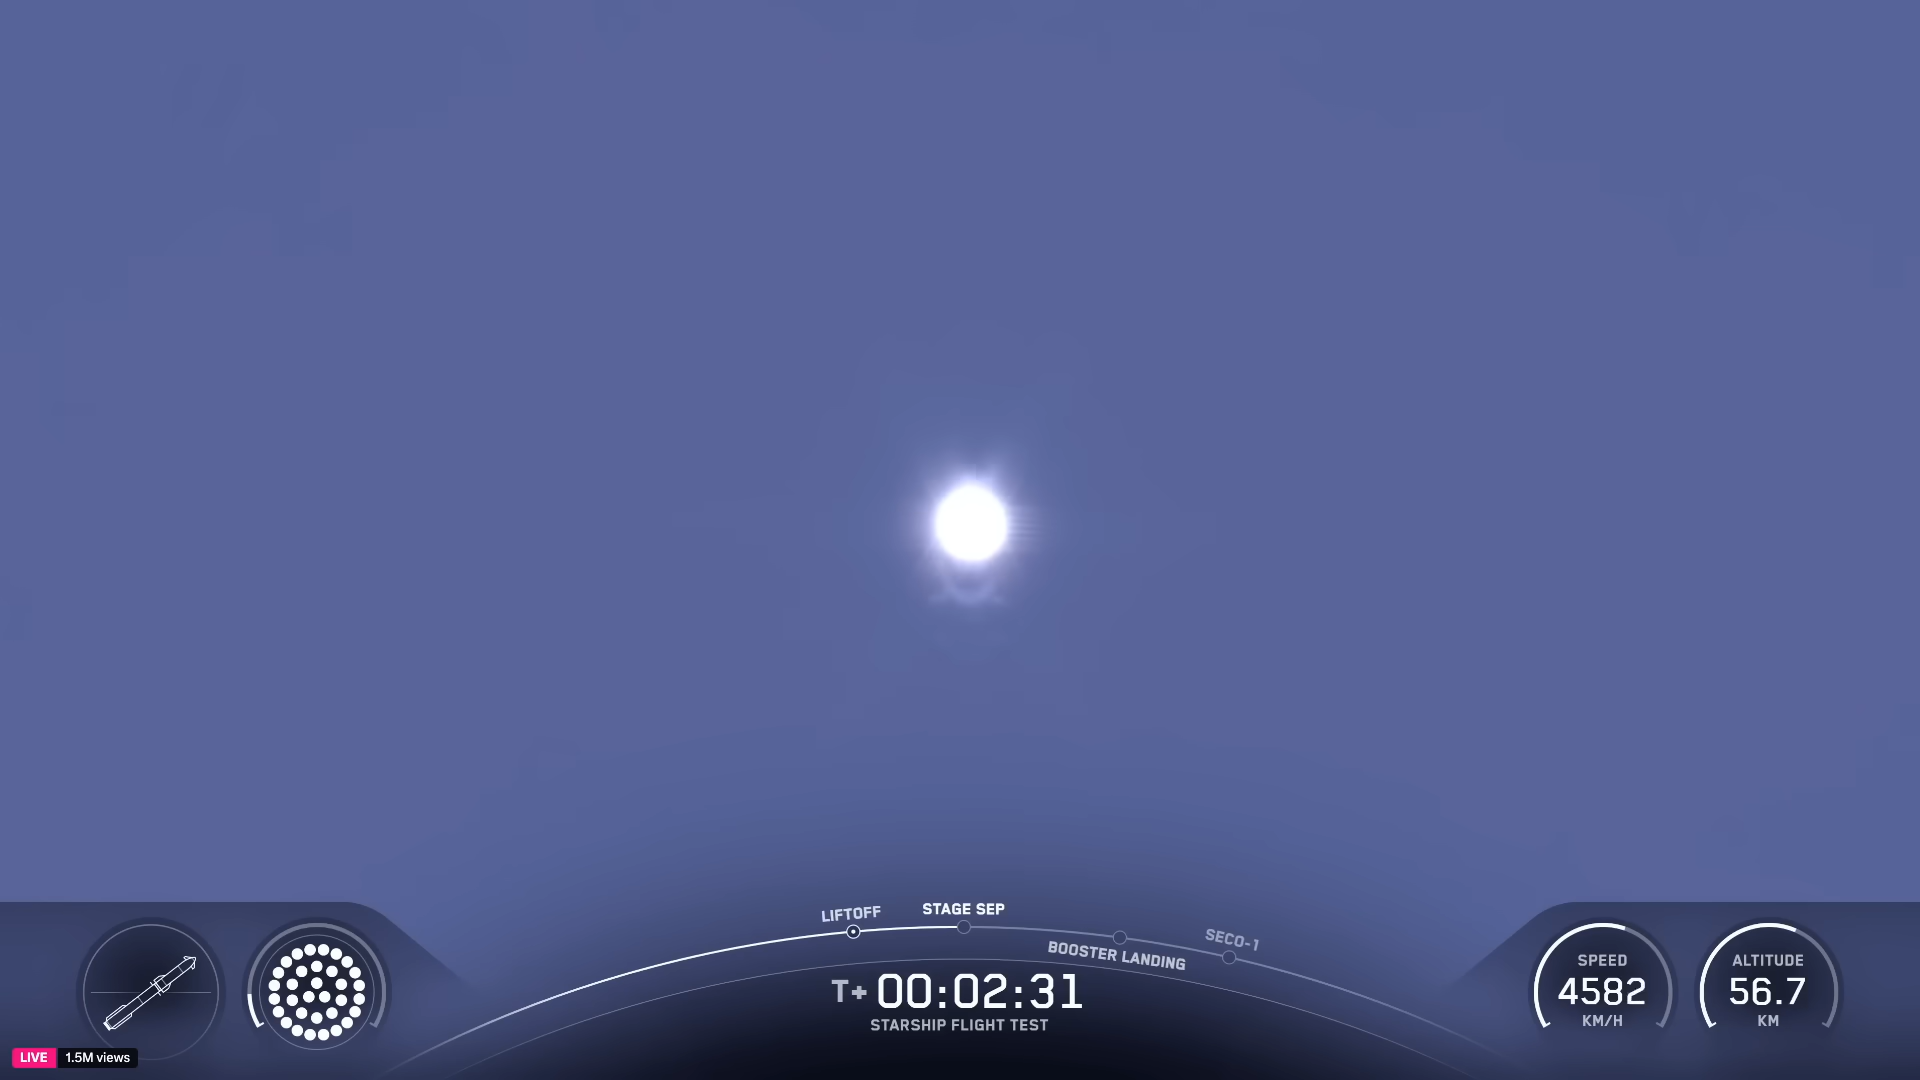 LIFTOFF
STAGE SEP
BOOSTER LANDING
SECO-1
T+ 00:02:31
STARSHIP FLIGHT TEST
SPEED
4582
KM/H
ALTITUDE
56.7
KM
LIVE 1.5M views